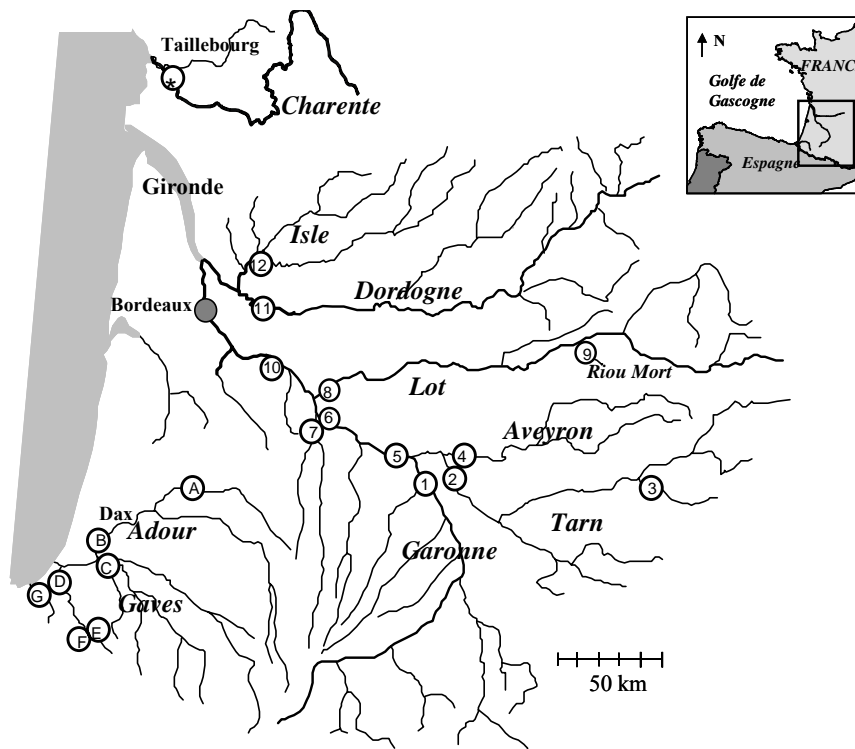 Taillebourg
*
Charente
N
FRANC
Golfe de
Gascogne
Espagne
Gironde
Isle
12
Bordeaux
11
Dordogne
9
Riou Mort
10
Lot
8
6
7
Aveyron
5
4
2
1
3
A
Tarn
Dax
Adour
B
Garonne
C
D
Gaves
G
E
F
50 km